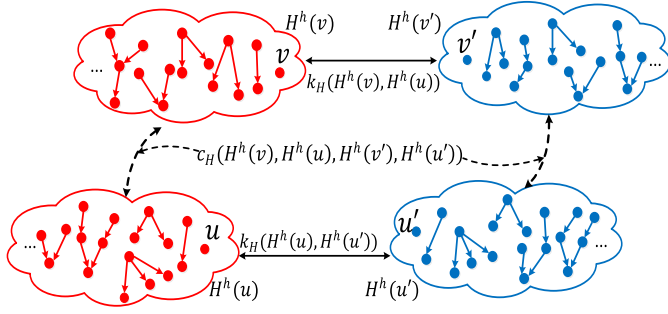 H^h(v) H^h(v′)
v v′
... ...
k_H(H^h(v), H^h(u))
c_H(H^h(v), H^h(u), H^h(v′), H^h(u′))
u u′
... ...
k_H(H^h(u), H^h(u′))
H^h(u) H^h(u′)